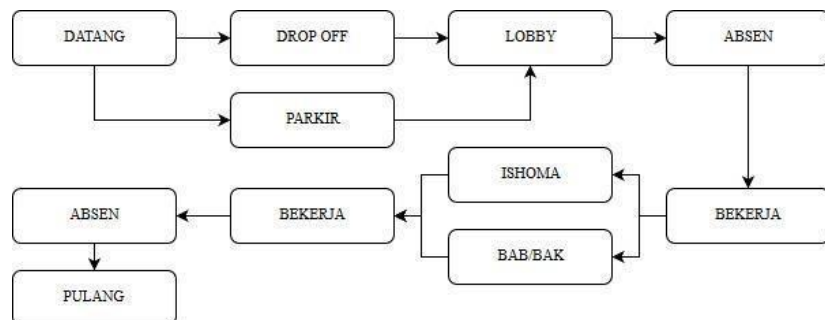 DATANG
DROP OFF
LOBBY
ABSEN
PARKIR
ISHOMA
ABSEN
BEKERJA
BEKERJA
BAB/BAK
PULANG